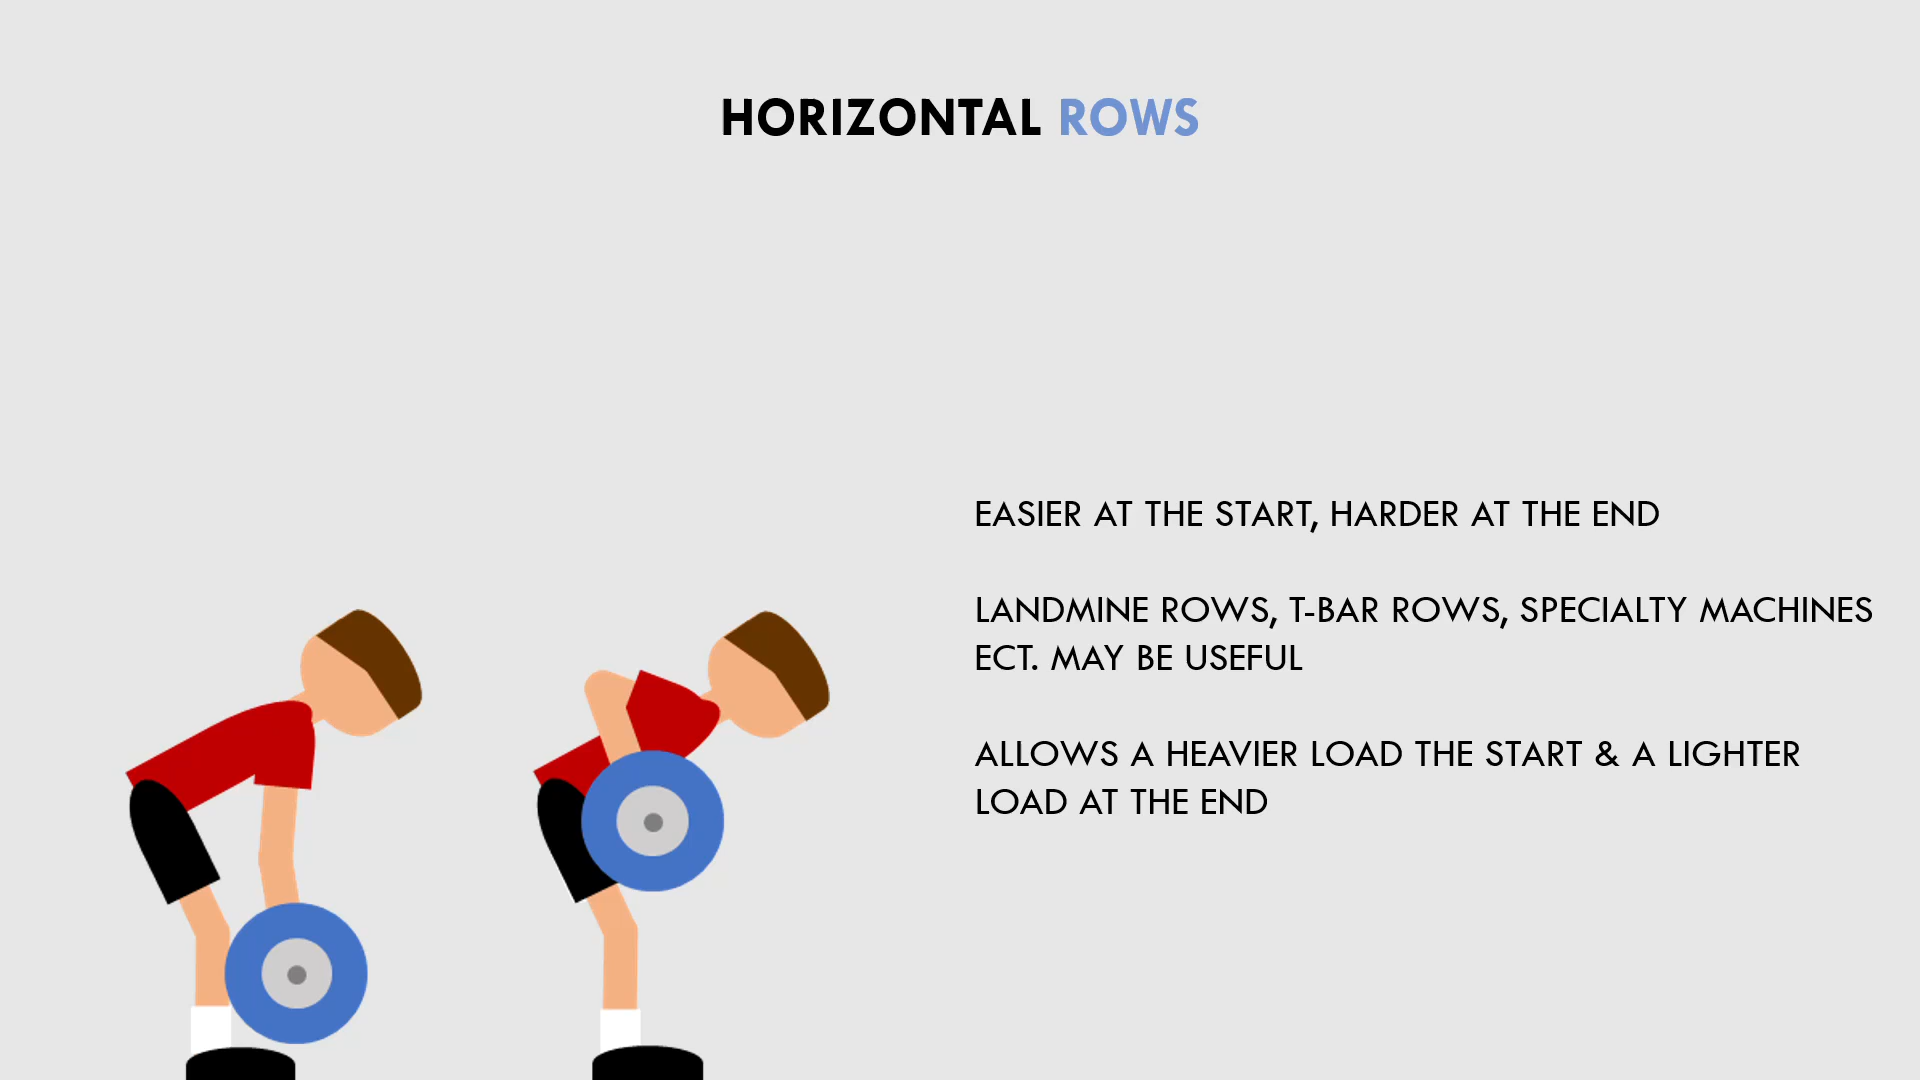 HORIZONTAL ROWS
EASIER AT THE START, HARDER AT THE END
LANDMINE ROWS, T-BAR ROWS, SPECIALTY MACHINES
ECT. MAY BE USEFUL
ALLOWS A HEAVIER LOAD THE START & A LIGHTER
LOAD AT THE END